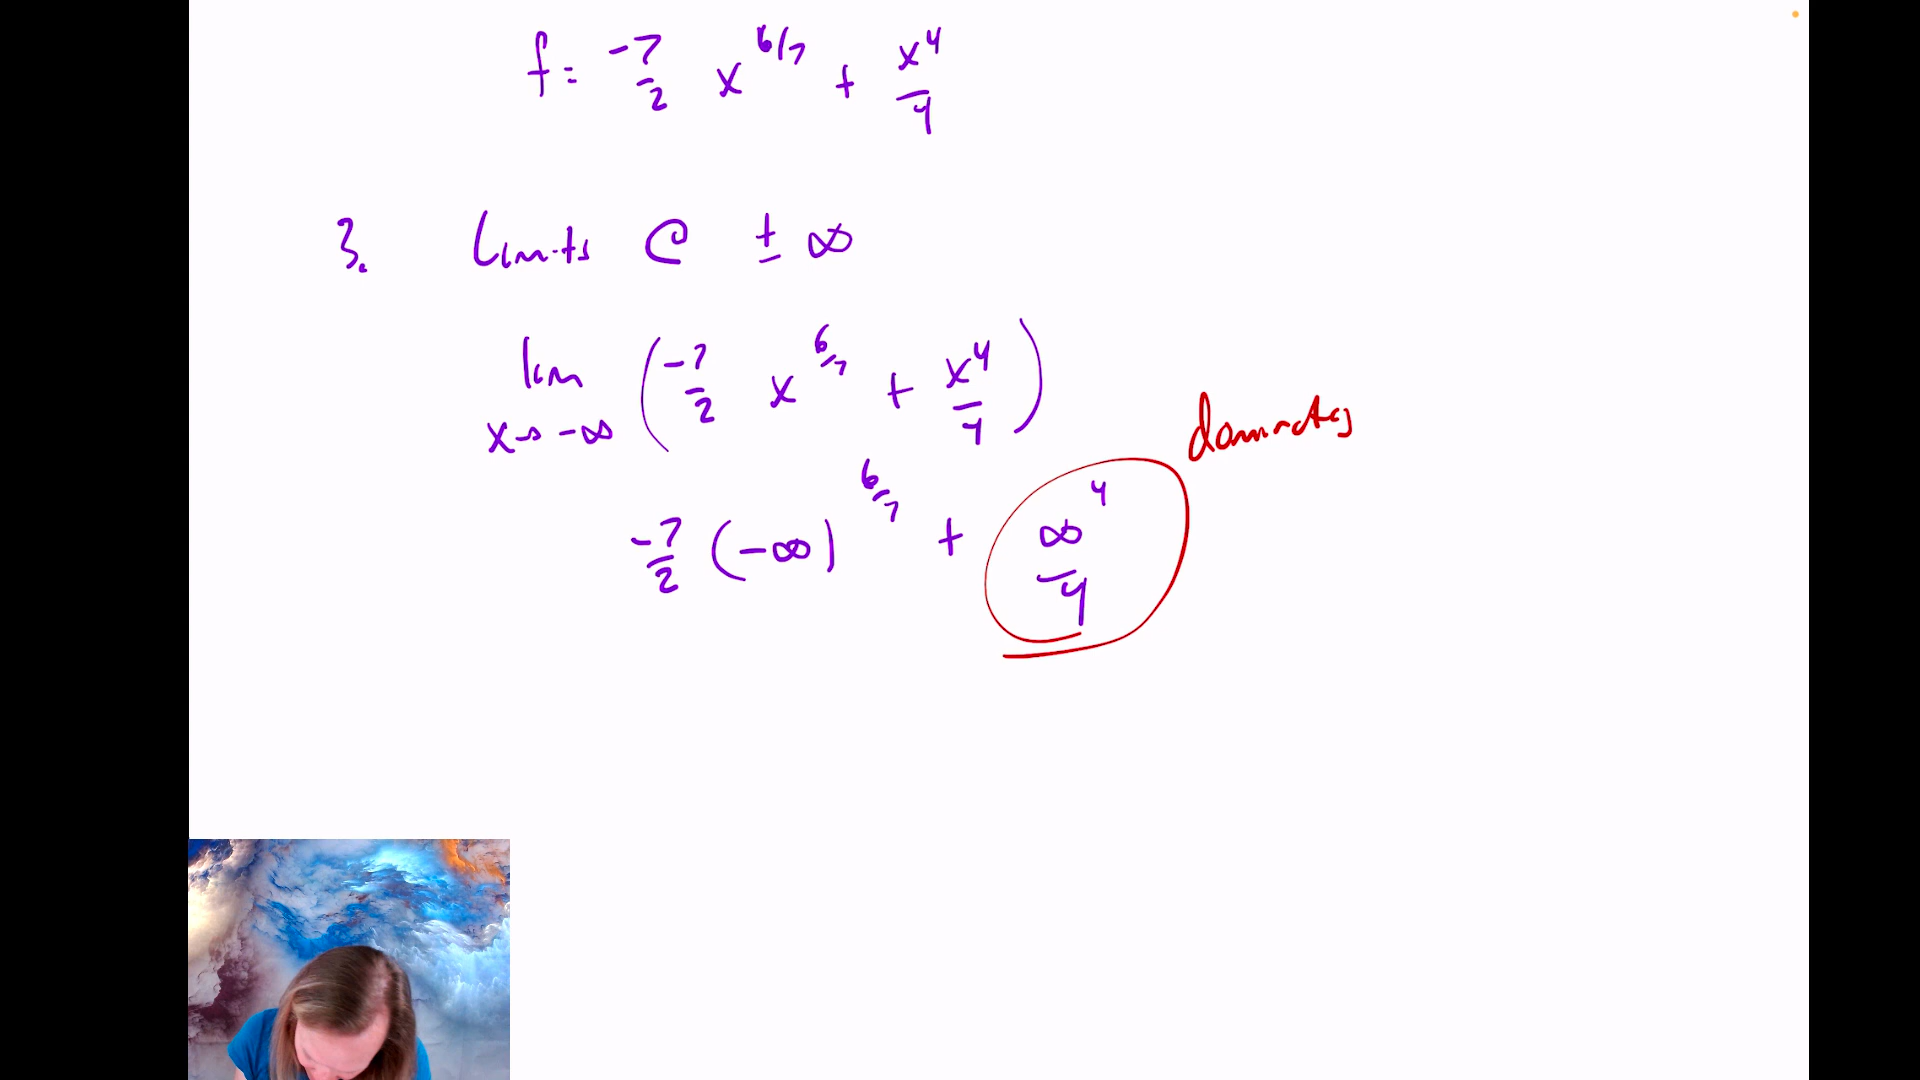 f = -7/2 x^{6/7} + x^4/4
3. Limits @ ± ∞
lim x→-∞ ( -7/2 x^{6/7} + x^4/4 )
dominates
-7/2 (-∞)^{6/7} + ∞^4/4